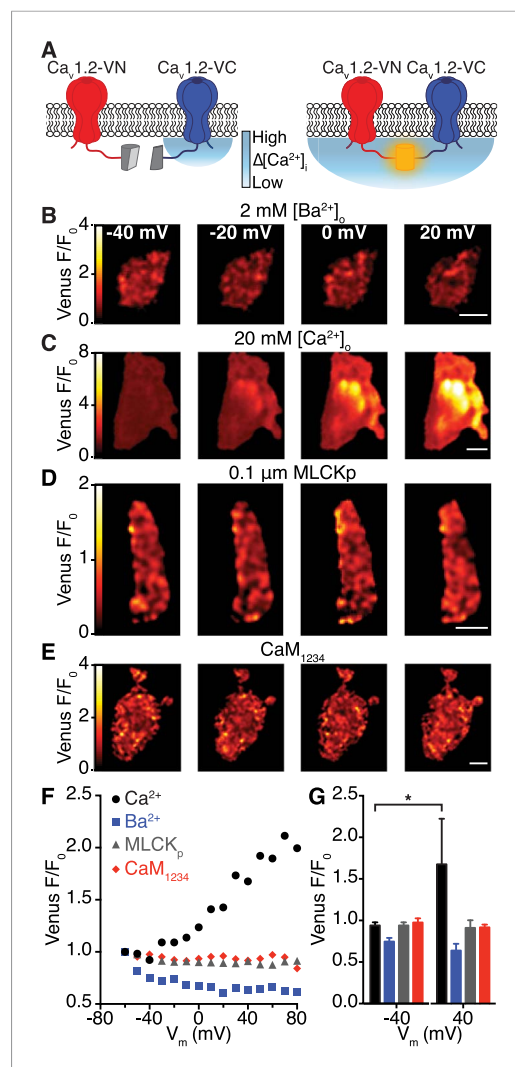 A
Caᵥ1.2-VN Caᵥ1.2-VC Caᵥ1.2-VN Caᵥ1.2-VC
High
Δ[Ca²⁺]ᵢ
Low
B 2 mM [Ba²⁺]ₒ
-40 mV -20 mV 0 mV 20 mV
Venus F/F₀
4
2
0
C 20 mM [Ca²⁺]ₒ
Venus F/F₀
8
4
0
D 0.1 μm MLCKp
Venus F/F₀
2
1
0
E CaM₁₂₃₄
Venus F/F₀
4
2
0
F
Ca²⁺
Ba²⁺
MLCKₚ
CaM₁₂₃₄
Venus F/F₀
2.5
2.0
1.5
1.0
0.5
-80 -40 0 40 80
Vₘ (mV)
G
*
Venus F/F₀
2.5
2.0
1.5
1.0
0.5
0.0
-40 40
Vₘ (mV)